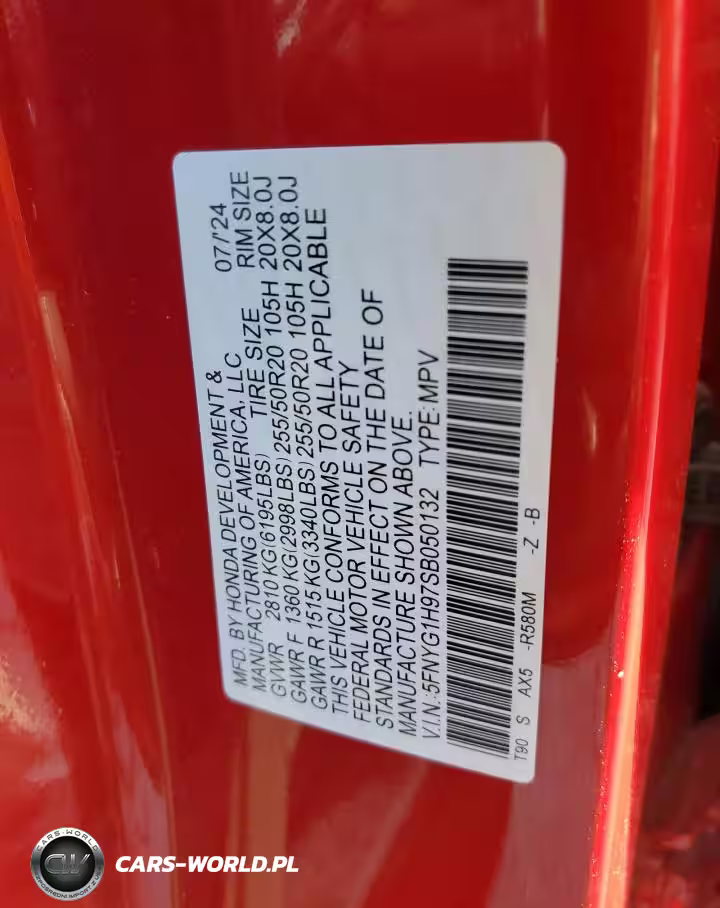 MFD. BY HONDA DEVELOPMENT &
MANUFACTURING OF AMERICA, LLC 07/'24
GVWR 2810 KG(6195LBS) TIRE SIZE RIM SIZE
GAWR F 1360 KG(2998LBS) 255/50R20 105H 20X8.0J
GAWR R 1515 KG(3340LBS) 255/50R20 105H 20X8.0J
THIS VEHICLE CONFORMS TO ALL APPLICABLE
FEDERAL MOTOR VEHICLE SAFETY
STANDARDS IN EFFECT ON THE DATE OF
MANUFACTURE SHOWN ABOVE.
V.I.N.:5FNYG1H97SB050132 TYPE:MPV
T90 S AX5 -R580M -Z -B
CARS-WORLD
CW
CARS-WORLD.PL